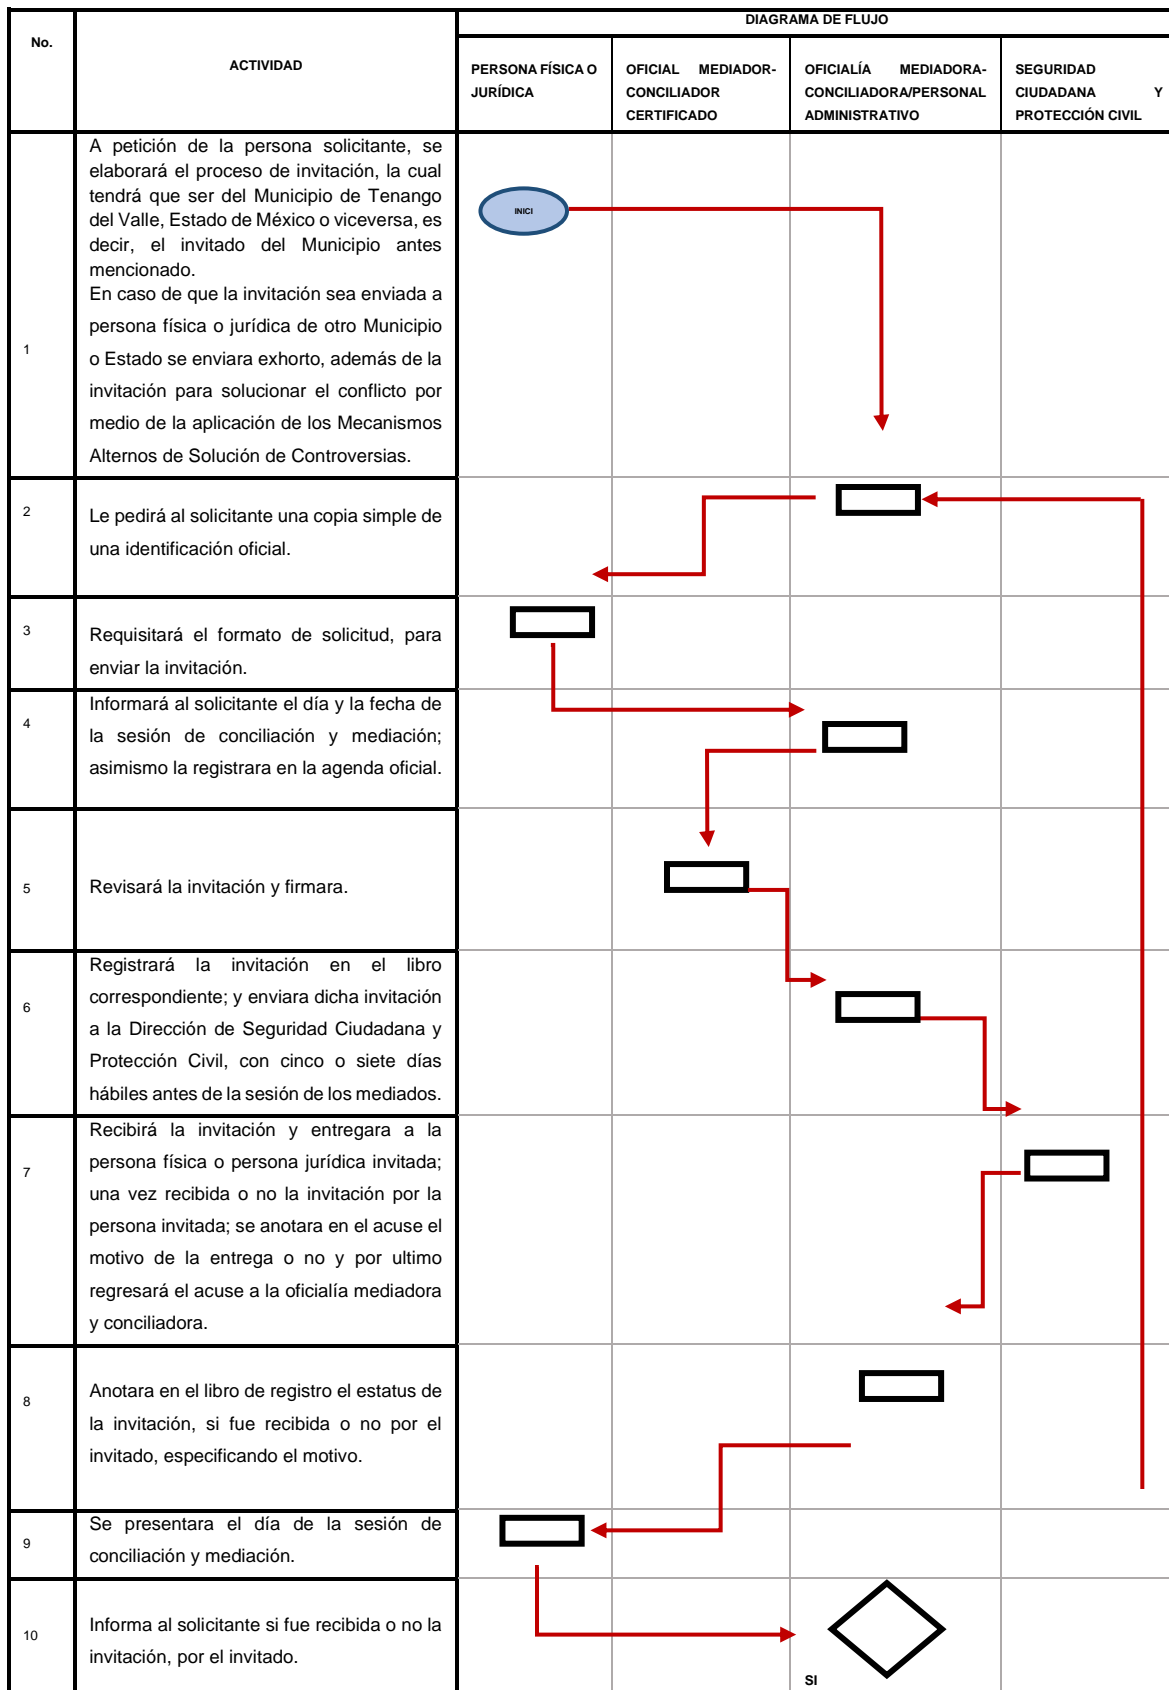 DIAGRAMA DE FLUJO
No.
ACTIVIDAD
PERSONA FÍSICA O
JURÍDICA
OFICIAL MEDIADOR-
CONCILIADOR
CERTIFICADO
OFICIALÍA MEDIADORA-
CONCILIADORA/PERSONAL
ADMINISTRATIVO
SEGURIDAD
CIUDADANA Y
PROTECCIÓN CIVIL
1
A petición de la persona solicitante, se
elaborará el proceso de invitación, la cual
tendrá que ser del Municipio de Tenango
del Valle, Estado de México o viceversa, es
decir, el invitado del Municipio antes
mencionado.
En caso de que la invitación sea enviada a
persona física o jurídica de otro Municipio
o Estado se enviara exhorto, además de la
invitación para solucionar el conflicto por
medio de la aplicación de los Mecanismos
Alternos de Solución de Controversias.
INICI
2
Le pedirá al solicitante una copia simple de
una identificación oficial.
3
Requisitará el formato de solicitud, para
enviar la invitación.
4
Informará al solicitante el día y la fecha de
la sesión de conciliación y mediación;
asimismo la registrara en la agenda oficial.
5
Revisará la invitación y firmara.
6
Registrará la invitación en el libro
correspondiente; y enviara dicha invitación
a la Dirección de Seguridad Ciudadana y
Protección Civil, con cinco o siete días
hábiles antes de la sesión de los mediados.
7
Recibirá la invitación y entregara a la
persona física o persona jurídica invitada;
una vez recibida o no la invitación por la
persona invitada; se anotara en el acuse el
motivo de la entrega o no y por ultimo
regresará el acuse a la oficialía mediadora
y conciliadora.
8
Anotara en el libro de registro el estatus de
la invitación, si fue recibida o no por el
invitado, especificando el motivo.
9
Se presentara el día de la sesión de
conciliación y mediación.
10
Informa al solicitante si fue recibida o no la
invitación, por el invitado.
SI